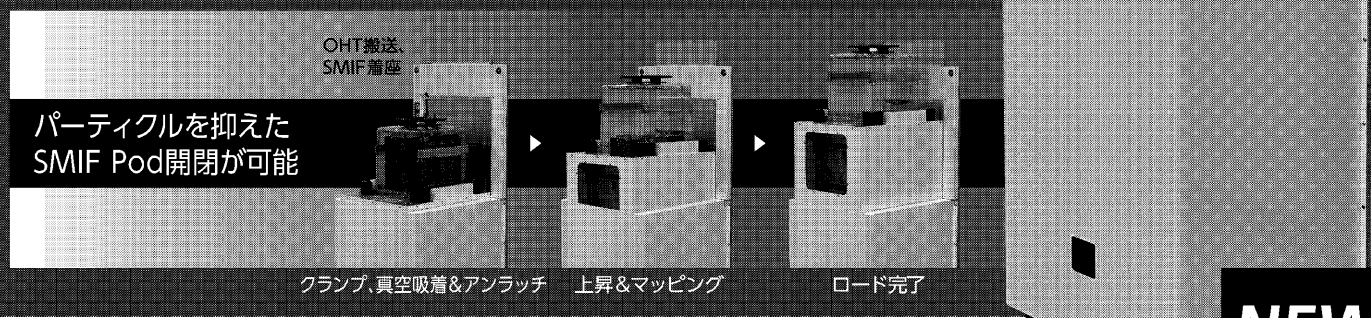 OHT搬送、
SMIF着座
パーティクルを抑えた
SMIF Pod開閉が可能
クランプ、真空吸着&アンラッチ
上昇&マッピング
ロード完了
NEW